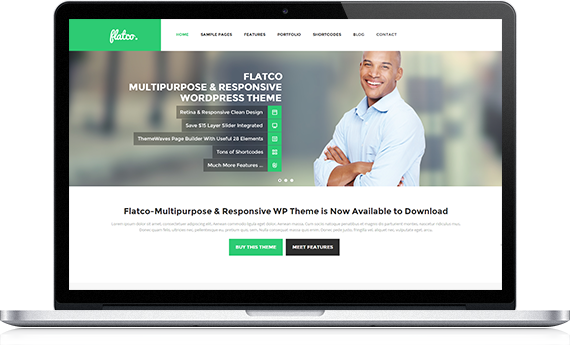 flatco.
HOME SAMPLE PAGES FEATURES PORTFOLIO SHORTCODES BLOG CONTACT
FLATCO
MULTIPURPOSE & RESPONSIVE
WORDPRESS THEME
Retina & Responsive Clean Design
Save $15 Layer Slider Integrated
ThemeWaves Page Builder With Useful 28 Elements
Tons of Shortcodes
Much More Features ...
Flatco-Multipurpose & Responsive WP Theme is Now Available to Download
BUY THIS THEME MEET FEATURES